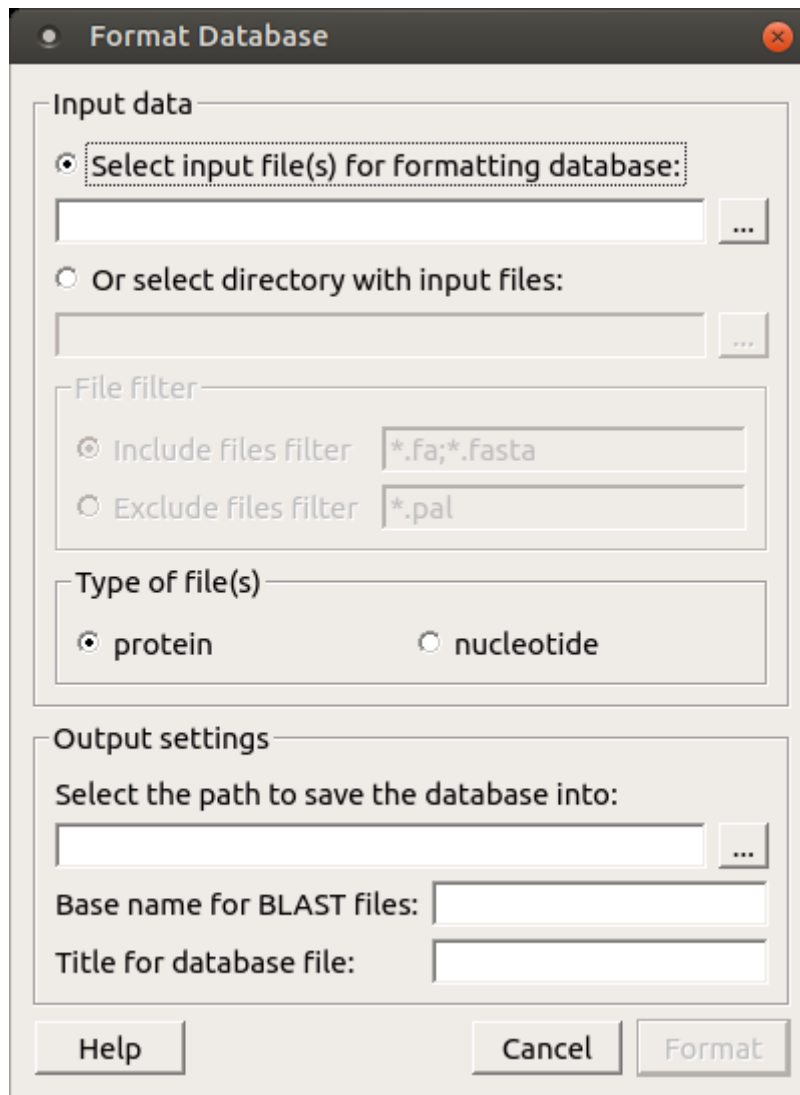 Format Database
Input data
Select input file(s) for formatting database:
...
Or select directory with input files:
...
File filter
Include files filter *.fa;*.fasta
Exclude files filter *.pal
Type of file(s)
protein nucleotide
Output settings
Select the path to save the database into:
...
Base name for BLAST files:
Title for database file:
Help Cancel Format